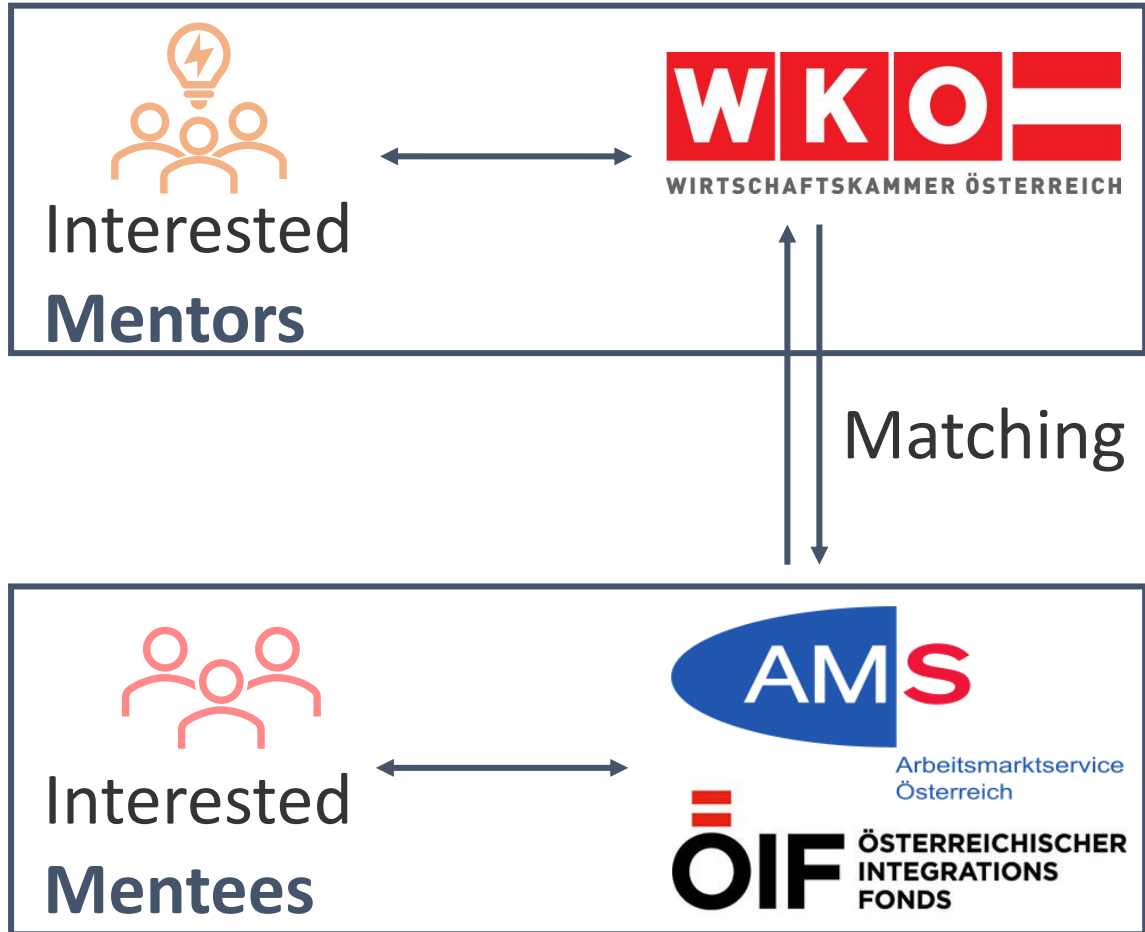 Interested
Mentors
WKO
WIRTSCHAFTSKAMMER ÖSTERREICH
Matching
Interested
Mentees
AMS
Arbeitsmarktservice
Österreich
ÖIF
ÖSTERREICHISCHER
INTEGRATIONS
FONDS